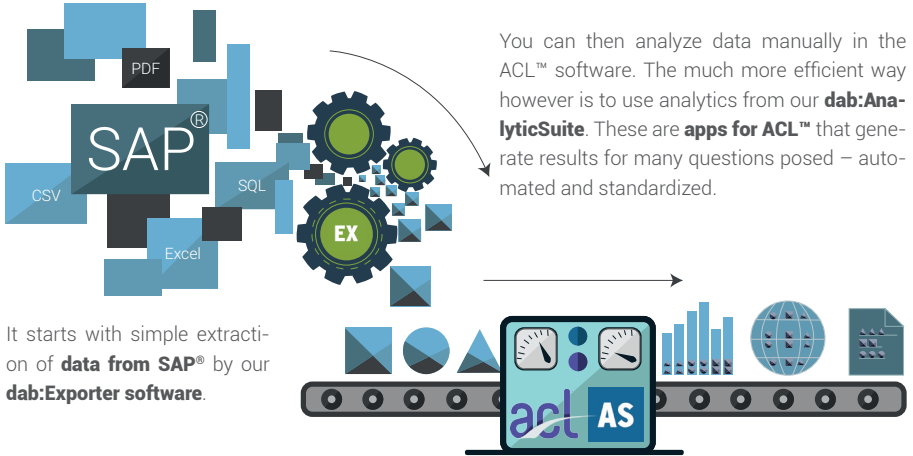 PDF
SAP®
CSV
SQL
Excel
EX
You can then analyze data manually in the
ACL™ software. The much more efficient way
however is to use analytics from our dab:Ana-
lyticSuite. These are apps for ACL™ that gene-
rate results for many questions posed – auto-
mated and standardized.
It starts with simple extracti-
on of data from SAP® by our
dab:Exporter software.
acl
AS